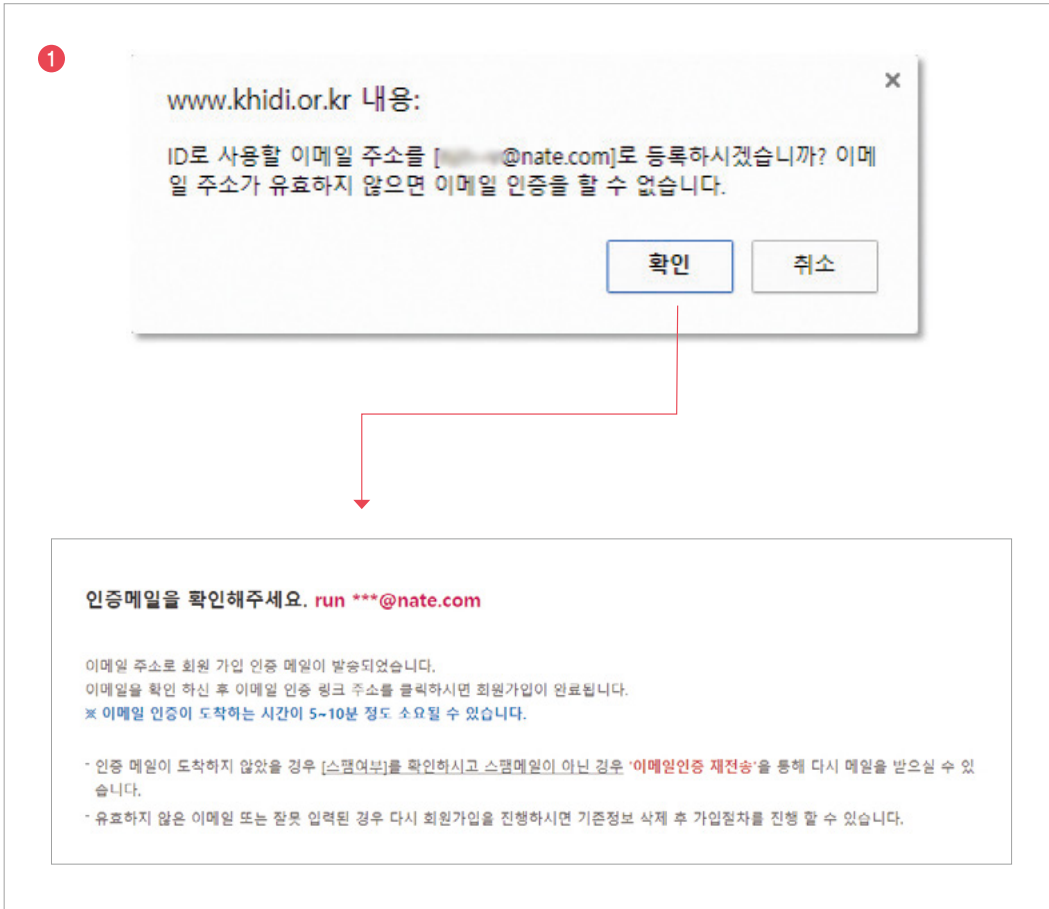 1
www.khidi.or.kr 내용:
ID로 사용할 이메일 주소를 [ @nate.com]로 등록하시겠습니까? 이메
일 주소가 유효하지 않으면 이메일 인증을 할 수 없습니다.
확인 취소
인증메일을 확인해주세요. run ***@nate.com
이메일 주소로 회원 가입 인증 메일이 발송되었습니다.
이메일을 확인 하신 후 이메일 인증 링크 주소를 클릭하시면 회원가입이 완료됩니다.
※ 이메일 인증이 도착하는 시간이 5~10분 정도 소요될 수 있습니다.
- 인증 메일이 도착하지 않았을 경우 [스팸여부]를 확인하시고 스팸메일이 아닌 경우 '이메일인증 재전송'을 통해 다시 메일을 받으실 수 있
습니다.
- 유효하지 않은 이메일 또는 잘못 입력된 경우 다시 회원가입을 진행하시면 기존정보 삭제 후 가입절차를 진행 할 수 있습니다.